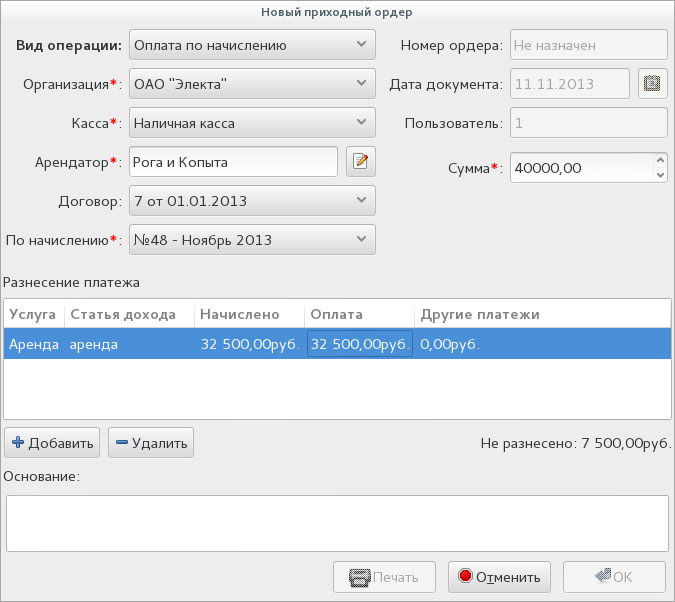 Новый приходный ордер
Вид операции: Оплата по начислению Номер ордера: Не назначен
Организация*: ОАО "Электа" Дата документа: 11.11.2013
Касса*: Наличная касса Пользователь: 1
Арендатор*: Рога и Копыта Сумма*: 40000,00
Договор: 7 от 01.01.2013
По начислению*: №48 - Ноябрь 2013
Разнесение платежа
Услуга Статья дохода Начислено Оплата Другие платежи
Аренда аренда 32 500,00руб. 32 500,00руб. 0,00руб.
Добавить Удалить Не разнесено: 7 500,00руб.
Основание:
Печать Отменить OK